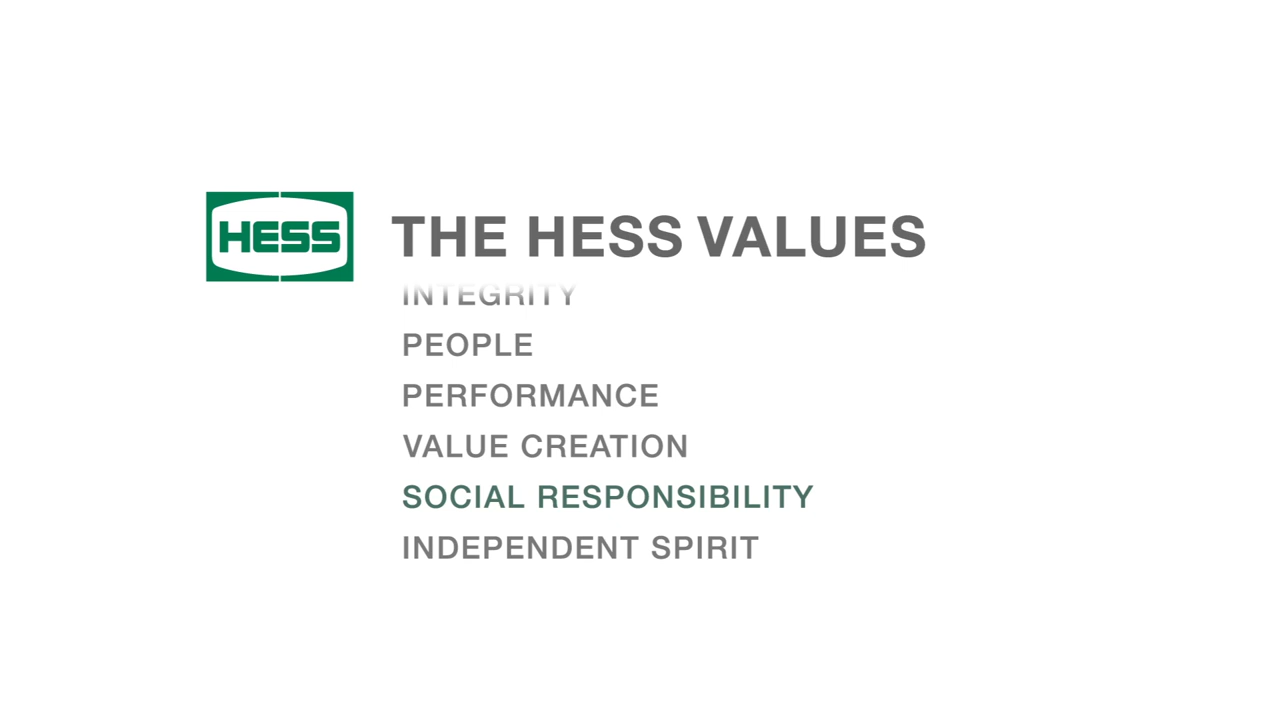 HESS
THE HESS VALUES
INTEGRITY
PEOPLE
PERFORMANCE
VALUE CREATION
SOCIAL RESPONSIBILITY
INDEPENDENT SPIRIT